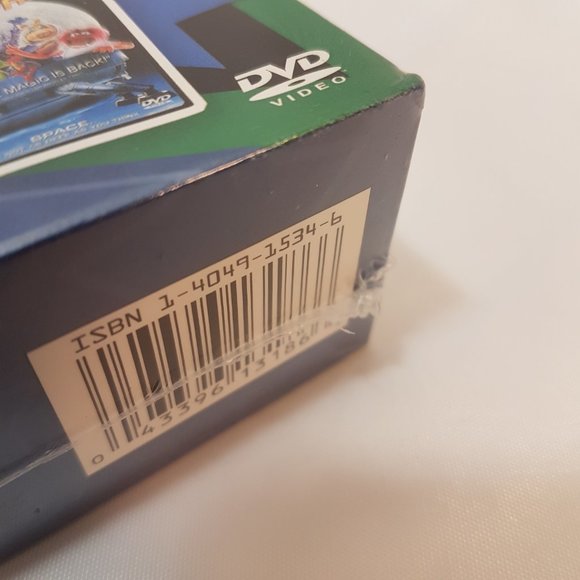 MAGIC IS BACK!"
DVD
SPACE
DVD
VIDEO
ISBN 1-4049-1534-6
0 43396 13186